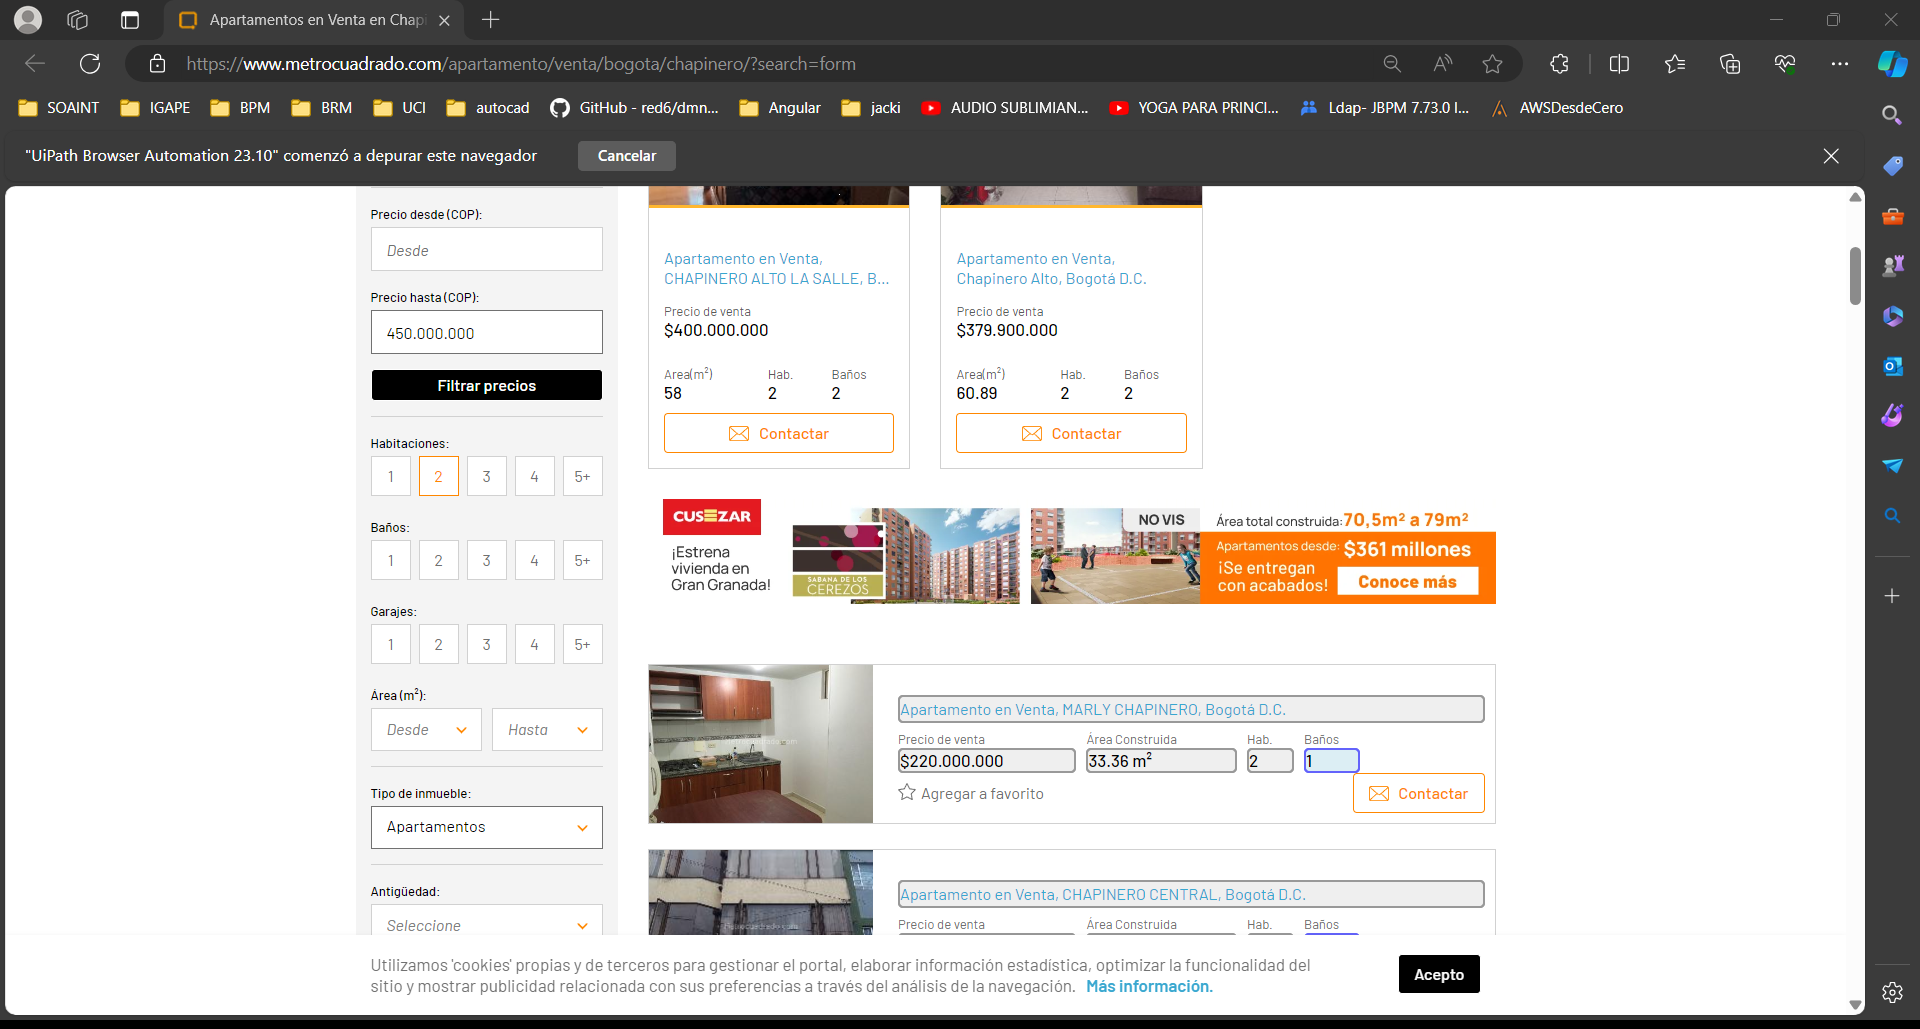 Apartamentos en Venta en Chapi
https://www.metrocuadrado.com/apartamento/venta/bogota/chapinero/?search=form
SOAINT
IGAPE
BPM
BRM
UCI
autocad
GitHub - red6/dmn...
Angular
jacki
AUDIO SUBLIMIAN...
YOGA PARA PRINCI...
Ldap- JBPM 7.73.0 l...
AWSDesdeCero
"UiPath Browser Automation 23.10" comenzó a depurar este navegador
Cancelar
Precio desde (COP):
Desde
Precio hasta (COP):
450.000.000
Filtrar precios
Habitaciones:
1 2 3 4 5+
Baños:
1 2 3 4 5+
Garajes:
1 2 3 4 5+
Área (m²):
Desde
Hasta
Tipo de inmueble:
Apartamentos
Antigüedad:
Seleccione
Apartamento en Venta,
CHAPINERO ALTO LA SALLE, B...
Precio de venta
$400.000.000
Area(m²) Hab. Baños
58 2 2
Contactar
Apartamento en Venta,
Chapinero Alto, Bogotá D.C.
Precio de venta
$379.900.000
Area(m²) Hab. Baños
60.89 2 2
Contactar
CUSEZAR
¡Estrena
vivienda en
Gran Granada!
SABANA DE LOS
CEREZOS
NO VIS
Área total construida: 70,5m² a 79m²
Apartamentos desde: $361 millones
¡Se entregan
con acabados!
Conoce más
Apartamento en Venta, MARLY CHAPINERO, Bogotá D.C.
Precio de venta Área Construida Hab. Baños
$220.000.000 33.36 m² 2 1
Agregar a favorito
Contactar
Apartamento en Venta, CHAPINERO CENTRAL, Bogotá D.C.
Precio de venta Área Construida Hab. Baños
Utilizamos 'cookies' propias y de terceros para gestionar el portal, elaborar información estadística, optimizar la funcionalidad del
sitio y mostrar publicidad relacionada con sus preferencias a través del análisis de la navegación. Más información.
Acepto